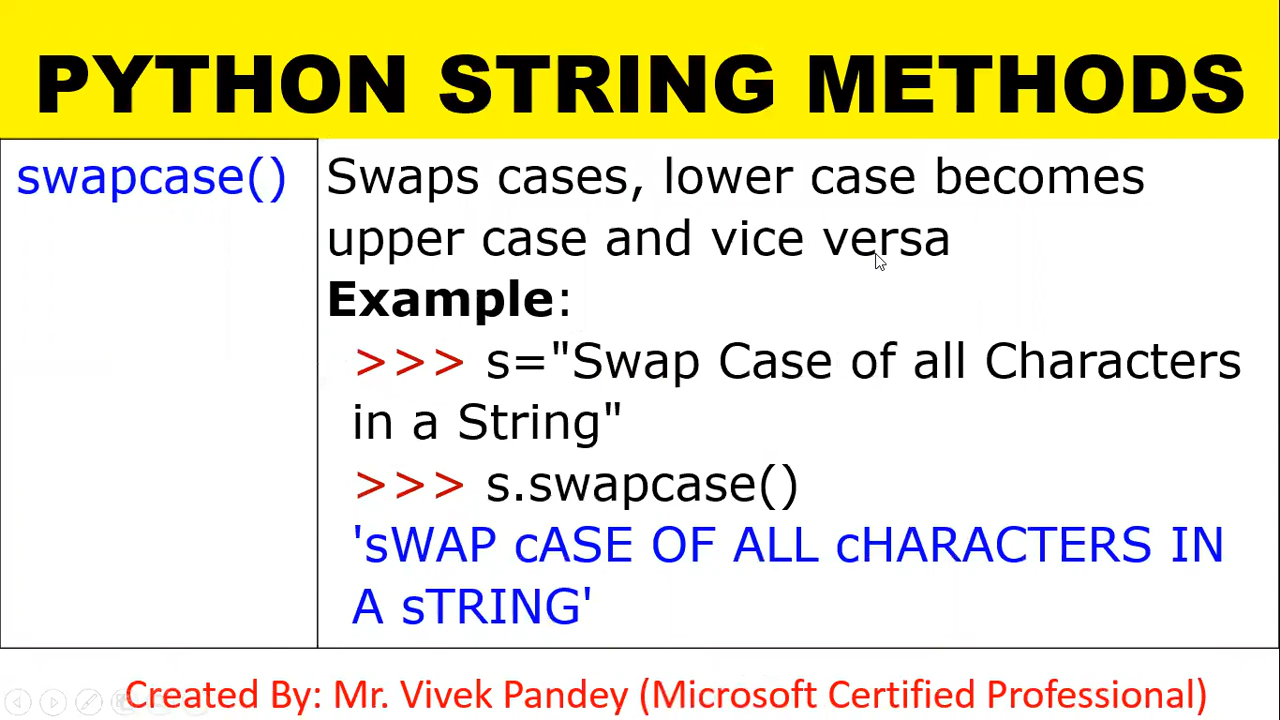 PYTHON STRING METHODS
swapcase()
Swaps cases, lower case becomes
upper case and vice versa
Example:
>>> s="Swap Case of all Characters
in a String"
>>> s.swapcase()
'sWAP cASE OF ALL cHARACTERS IN
A sTRING'
Created By: Mr. Vivek Pandey (Microsoft Certified Professional)